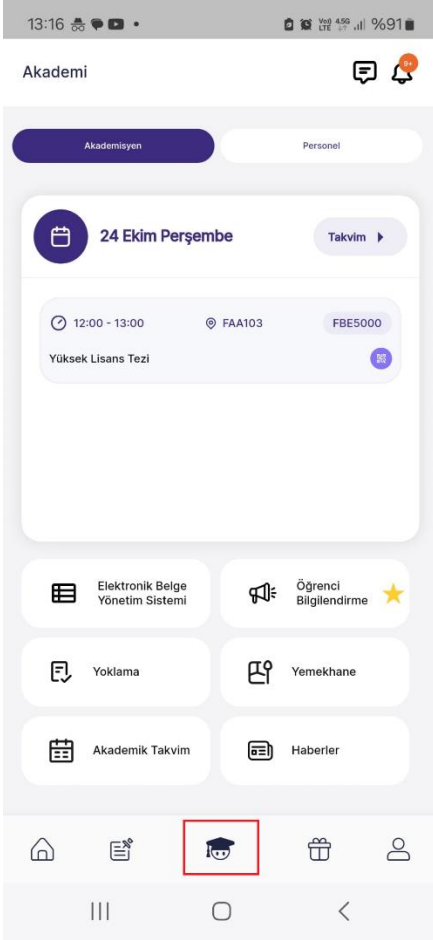 13:16 %91
Akademi 9+
Akademisyen Personel
24 Ekim Perşembe Takvim
12:00 - 13:00 FAA103 FBE5000
Yüksek Lisans Tezi
Elektronik Belge
Yönetim Sistemi
Öğrenci
Bilgilendirme
Yoklama Yemekhane
Akademik Takvim Haberler